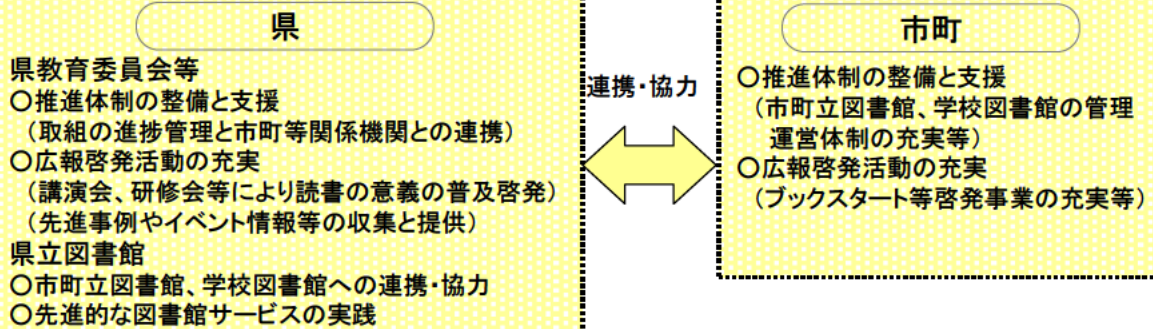 県
県教育委員会等
〇推進体制の整備と支援
（取組の進捗管理と市町等関係機関との連携）
〇広報啓発活動の充実
（講演会、研修会等により読書の意義の普及啓発）
（先進事例やイベント情報等の収集と提供）
県立図書館
〇市町立図書館、学校図書館への連携・協力
〇先進的な図書館サービスの実践
連携・協力
市町
〇推進体制の整備と支援
（市町立図書館、学校図書館の管理
運営体制の充実等）
〇広報啓発活動の充実
（ブックスタート等啓発事業の充実等）